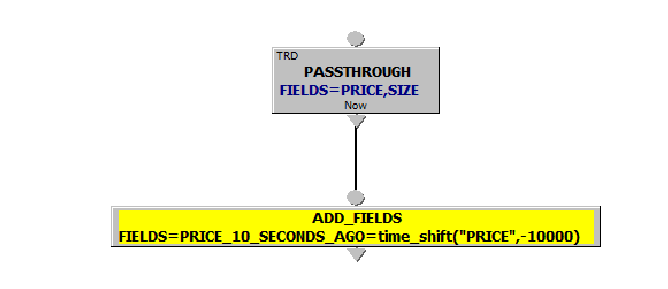 TRD
PASSTHROUGH
FIELDS=PRICE,SIZE
Now
ADD_FIELDS
FIELDS=PRICE_10_SECONDS_AGO=time_shift("PRICE",-10000)